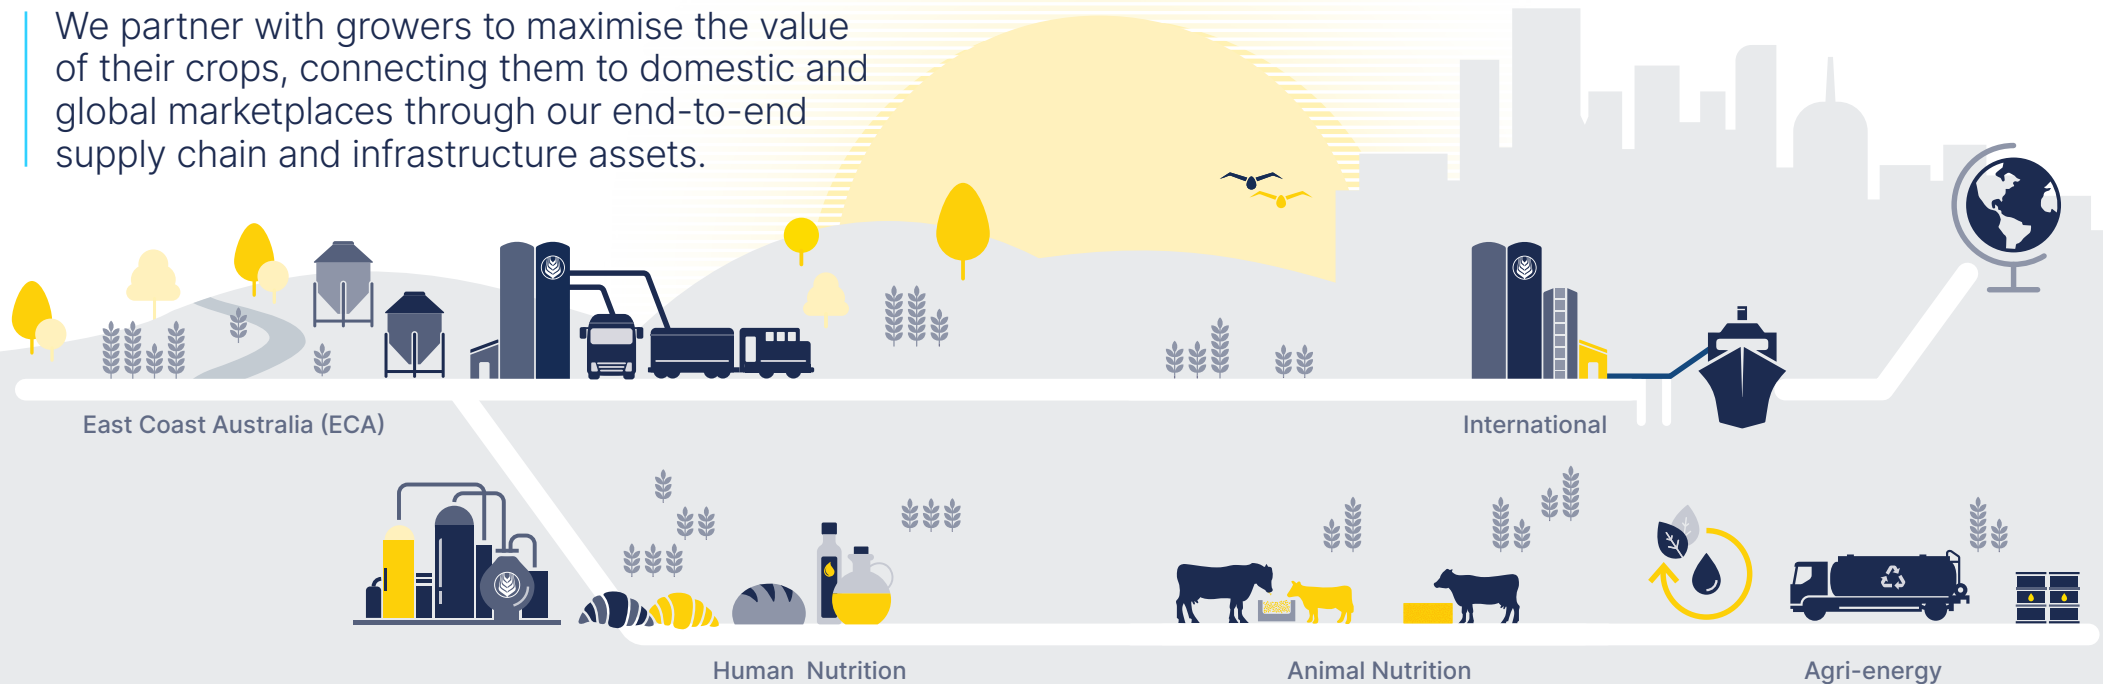 We partner with growers to maximise the value
of their crops, connecting them to domestic and
global marketplaces through our end-to-end
supply chain and infrastructure assets.
East Coast Australia (ECA)
International
Human Nutrition
Animal Nutrition
Agri-energy